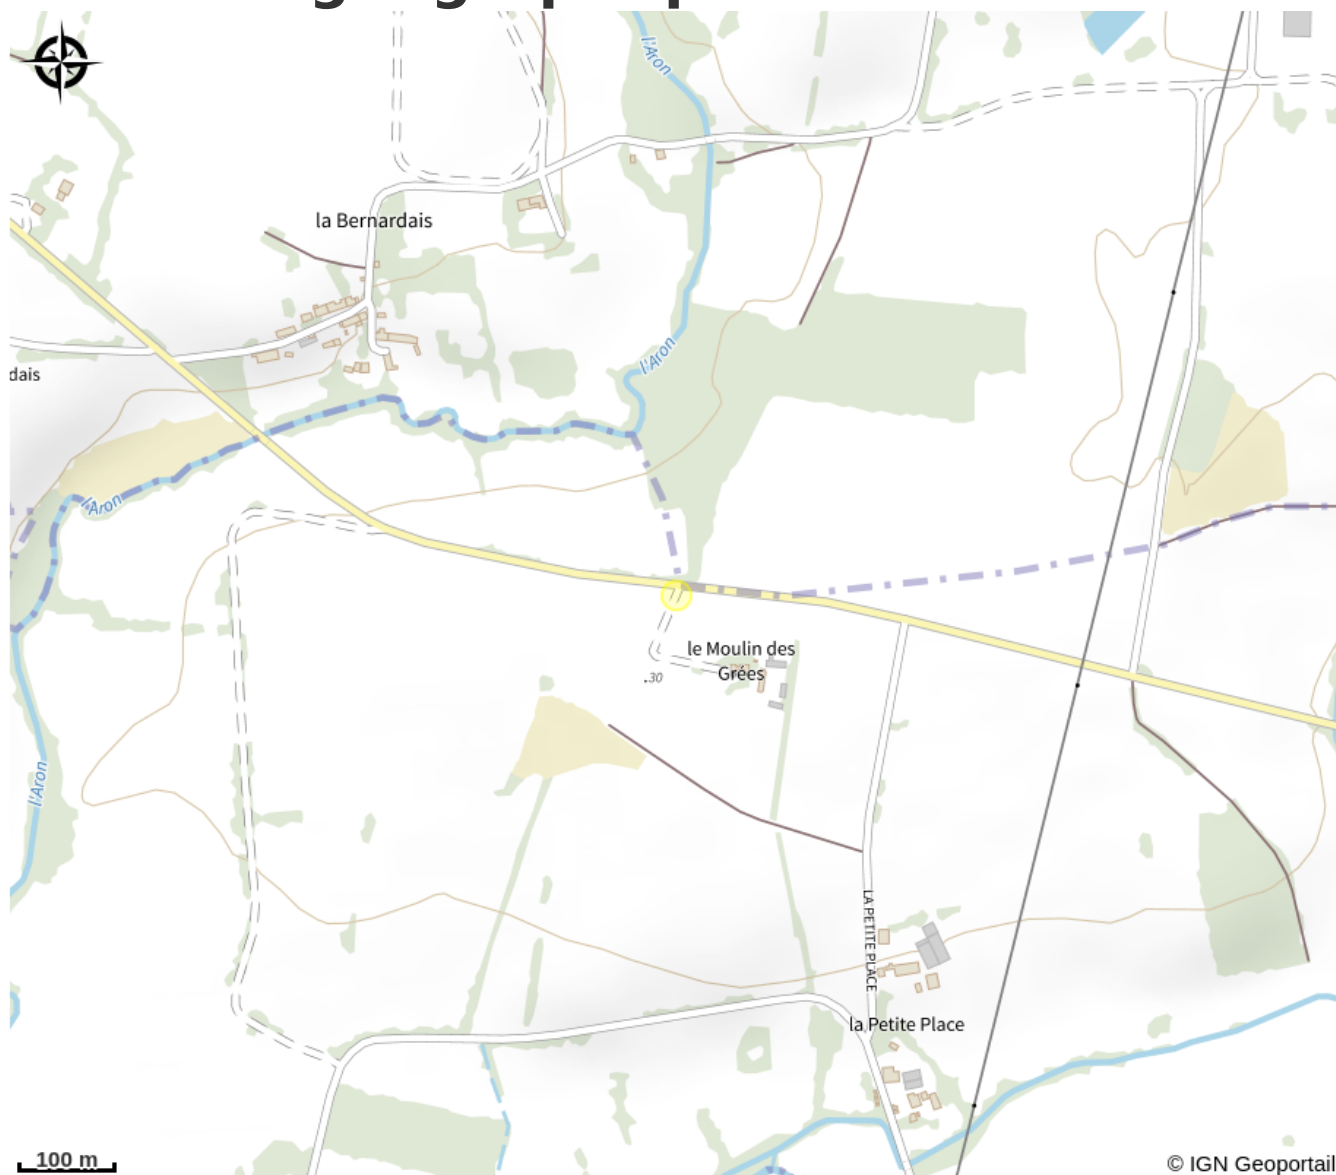 l'Aron
la Bernardais
l'Aron
dais
l'Aron
le Moulin des
Grées
.30
l'Aron
LA PETITE PLACE
la Petite Place
100 m
© IGN Geoportail